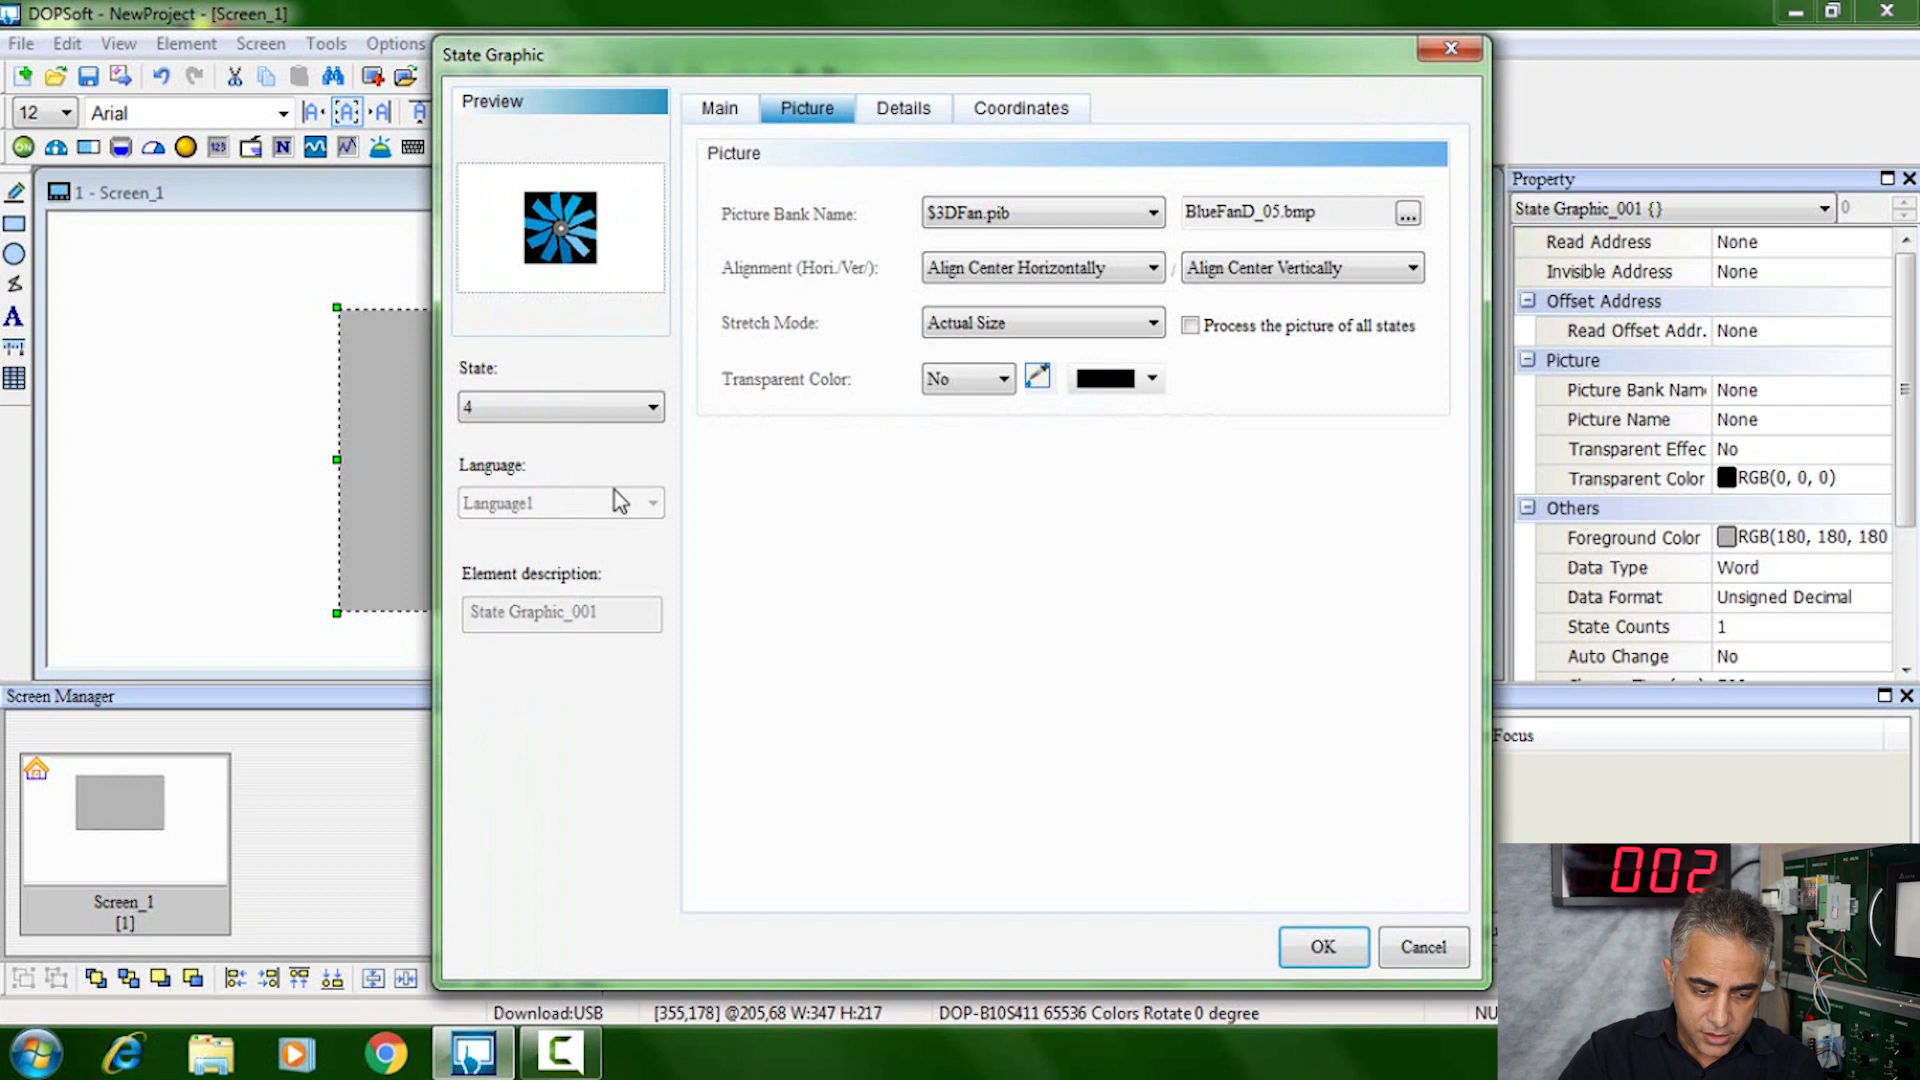 DOPSoft - NewProject - [Screen_1]
File Edit View Element Screen Tools Options
12 Arial
1 - Screen_1
State Graphic
Preview
Main Picture Details Coordinates
Picture
Picture Bank Name: $3DFan.pib BlueFanD_05.bmp ...
Alignment (Hori./Ver/): Align Center Horizontally / Align Center Vertically
Stretch Mode: Actual Size Process the picture of all states
Transparent Color: No
State:
4
Language:
Language1
Element description:
State Graphic_001
OK Cancel
Property
State Graphic_001 {} 0
Read Address None
Invisible Address None
Offset Address
Read Offset Addr. None
Picture
Picture Bank Nam None
Picture Name None
Transparent Effec No
Transparent Color RGB(0, 0, 0)
Others
Foreground Color RGB(180, 180, 180
Data Type Word
Data Format Unsigned Decimal
State Counts 1
Auto Change No
Focus
Screen Manager
Screen_1
[1]
Download:USB [355,178] @205,68 W:347 H:217 DOP-B10S411 65536 Colors Rotate 0 degree NU
002